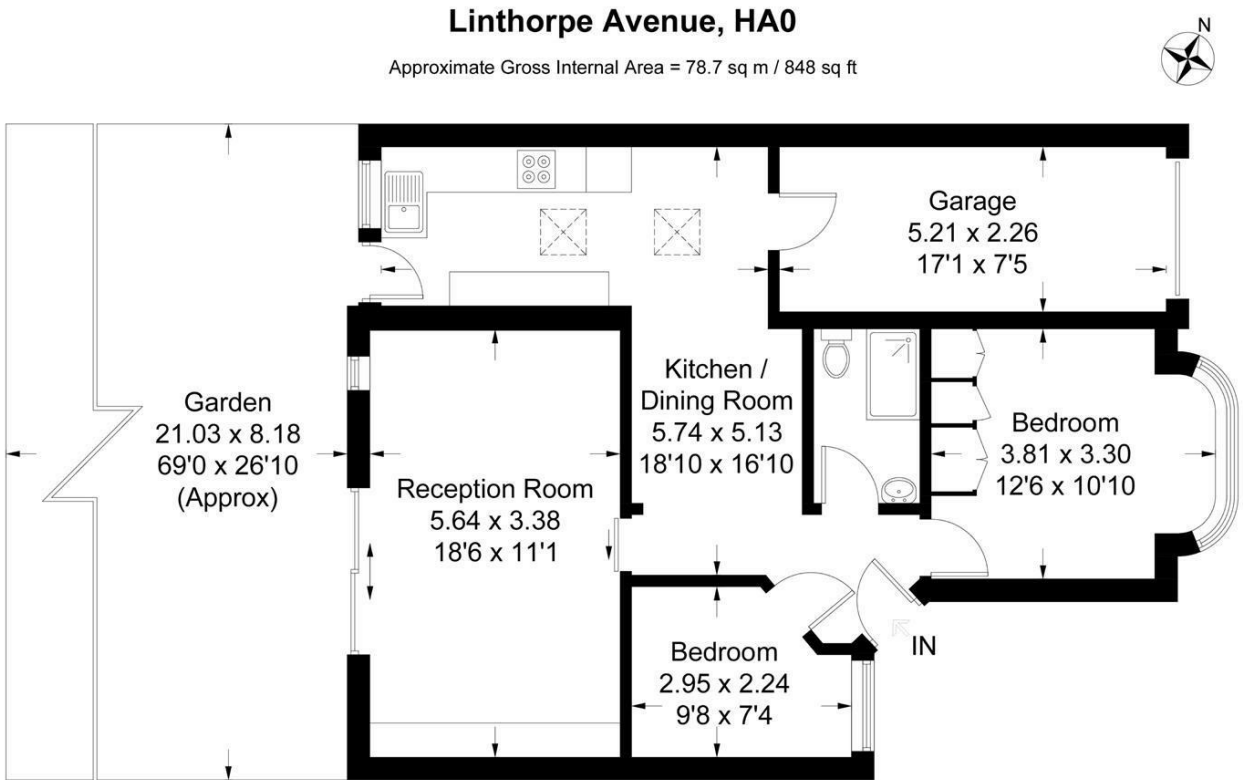 Linthorpe Avenue, HA0
Approximate Gross Internal Area = 78.7 sq m / 848 sq ft
N
Garage
5.21 x 2.26
17'1 x 7'5
Kitchen /
Dining Room
5.74 x 5.13
18'10 x 16'10
Garden
21.03 x 8.18
69'0 x 26'10
(Approx)
Bedroom
3.81 x 3.30
12'6 x 10'10
Reception Room
5.64 x 3.38
18'6 x 11'1
Bedroom
2.95 x 2.24
9'8 x 7'4
IN